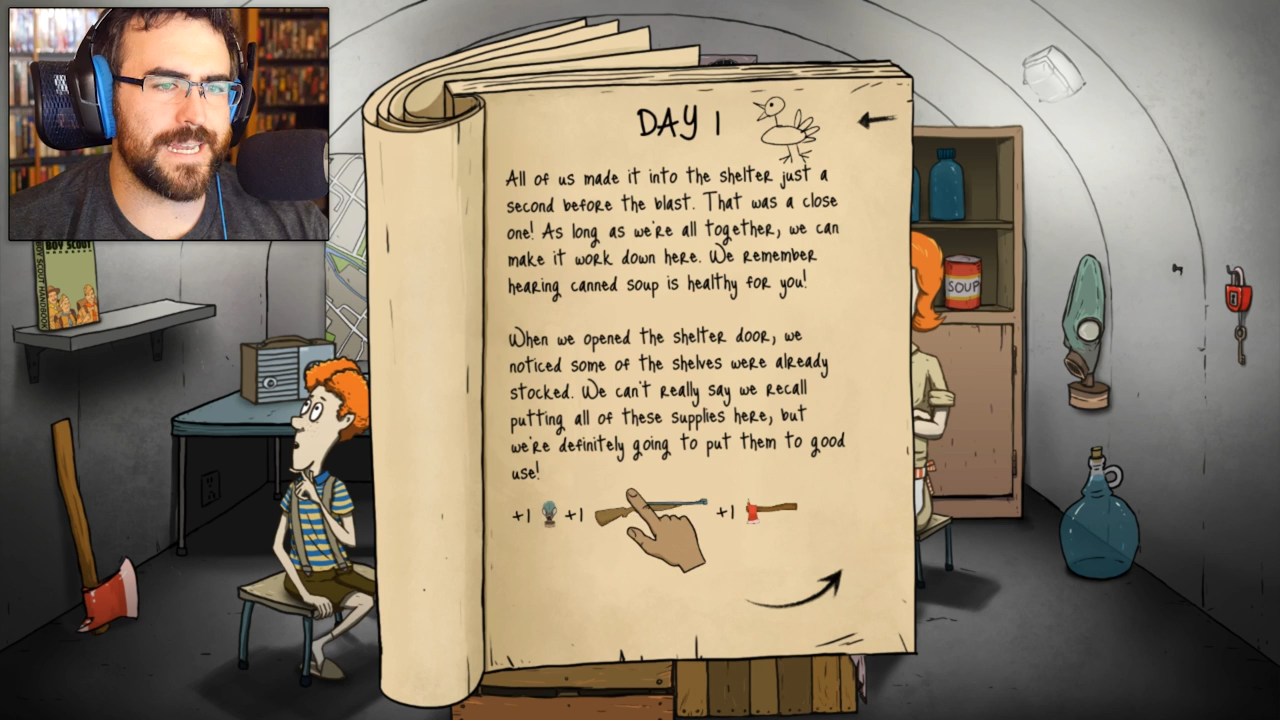 DAY 1
All of us made it into the shelter just a
second before the blast. That was a close
one! As long as we're all together, we can
make it work down here. We remember
hearing canned soup is healthy for you!
When we opened the shelter door, we
noticed some of the shelves were already
stocked. We can't really say we recall
putting all of these supplies here, but
we're definitely going to put them to good
use!
+1 +1 +1
BOY SCOUT
BOY SCOUT HANDBOOK
SOUP